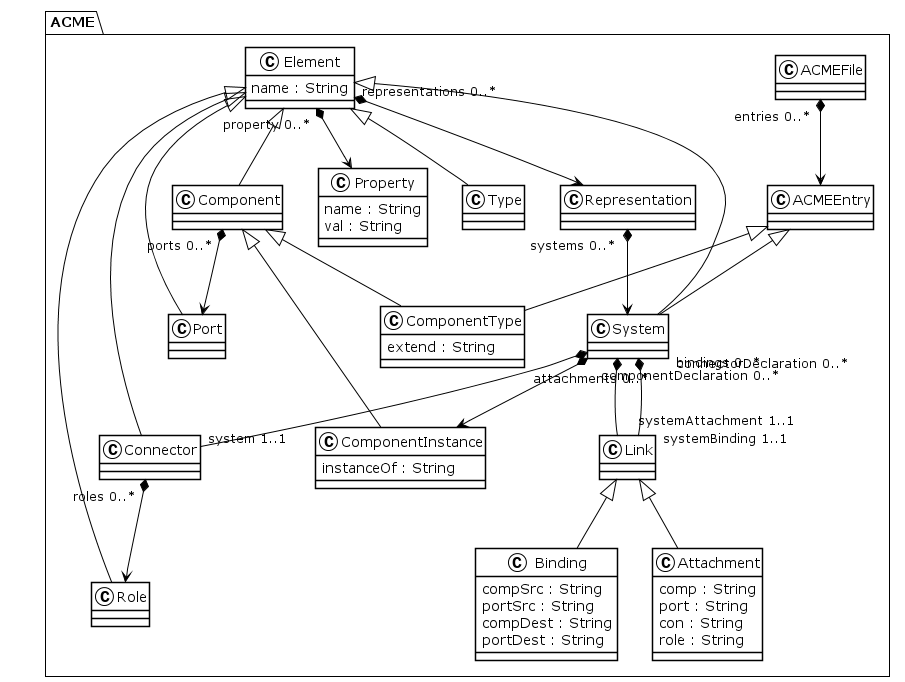 ACME
C Element
name : String
C ACMEFile
representations 0..*
entries 0..*
property 0..*
C Component
C Property
name : String
val : String
C Type
C Representation
C ACMEEntry
ports 0..*
systems 0..*
C Port
C ComponentType
extend : String
C System
bindings 0..*
connectorDeclaration 0..*
attachments 0..*
componentDeclaration 0..*
systemAttachment 1..1
system 1..1
systemBinding 1..1
C Connector
C ComponentInstance
instanceOf : String
C Link
roles 0..*
C Role
C Binding
compSrc : String
portSrc : String
compDest : String
portDest : String
C Attachment
comp : String
port : String
con : String
role : String